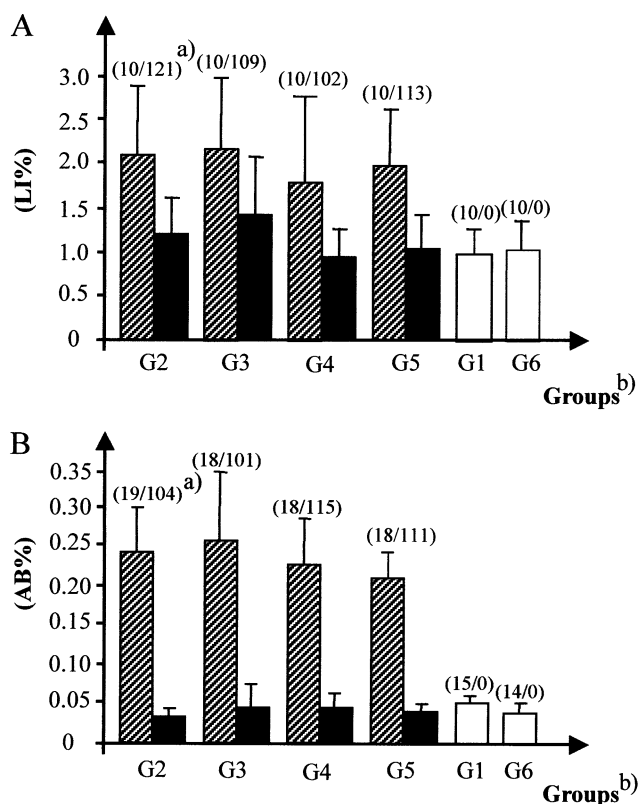 A
(LI%)
3.0
2.5
2.0
1.5
1.0
0.5
0
(10/121) a)
(10/109)
(10/102)
(10/113)
(10/0)
(10/0)
G2 G3 G4 G5 G1 G6
Groups b)
B
(AB%)
0.35
0.30
0.25
0.20
0.15
0.10
0.05
0
(19/104) a)
(18/101)
(18/115)
(18/111)
(15/0)
(14/0)
G2 G3 G4 G5 G1 G6
Groups b)